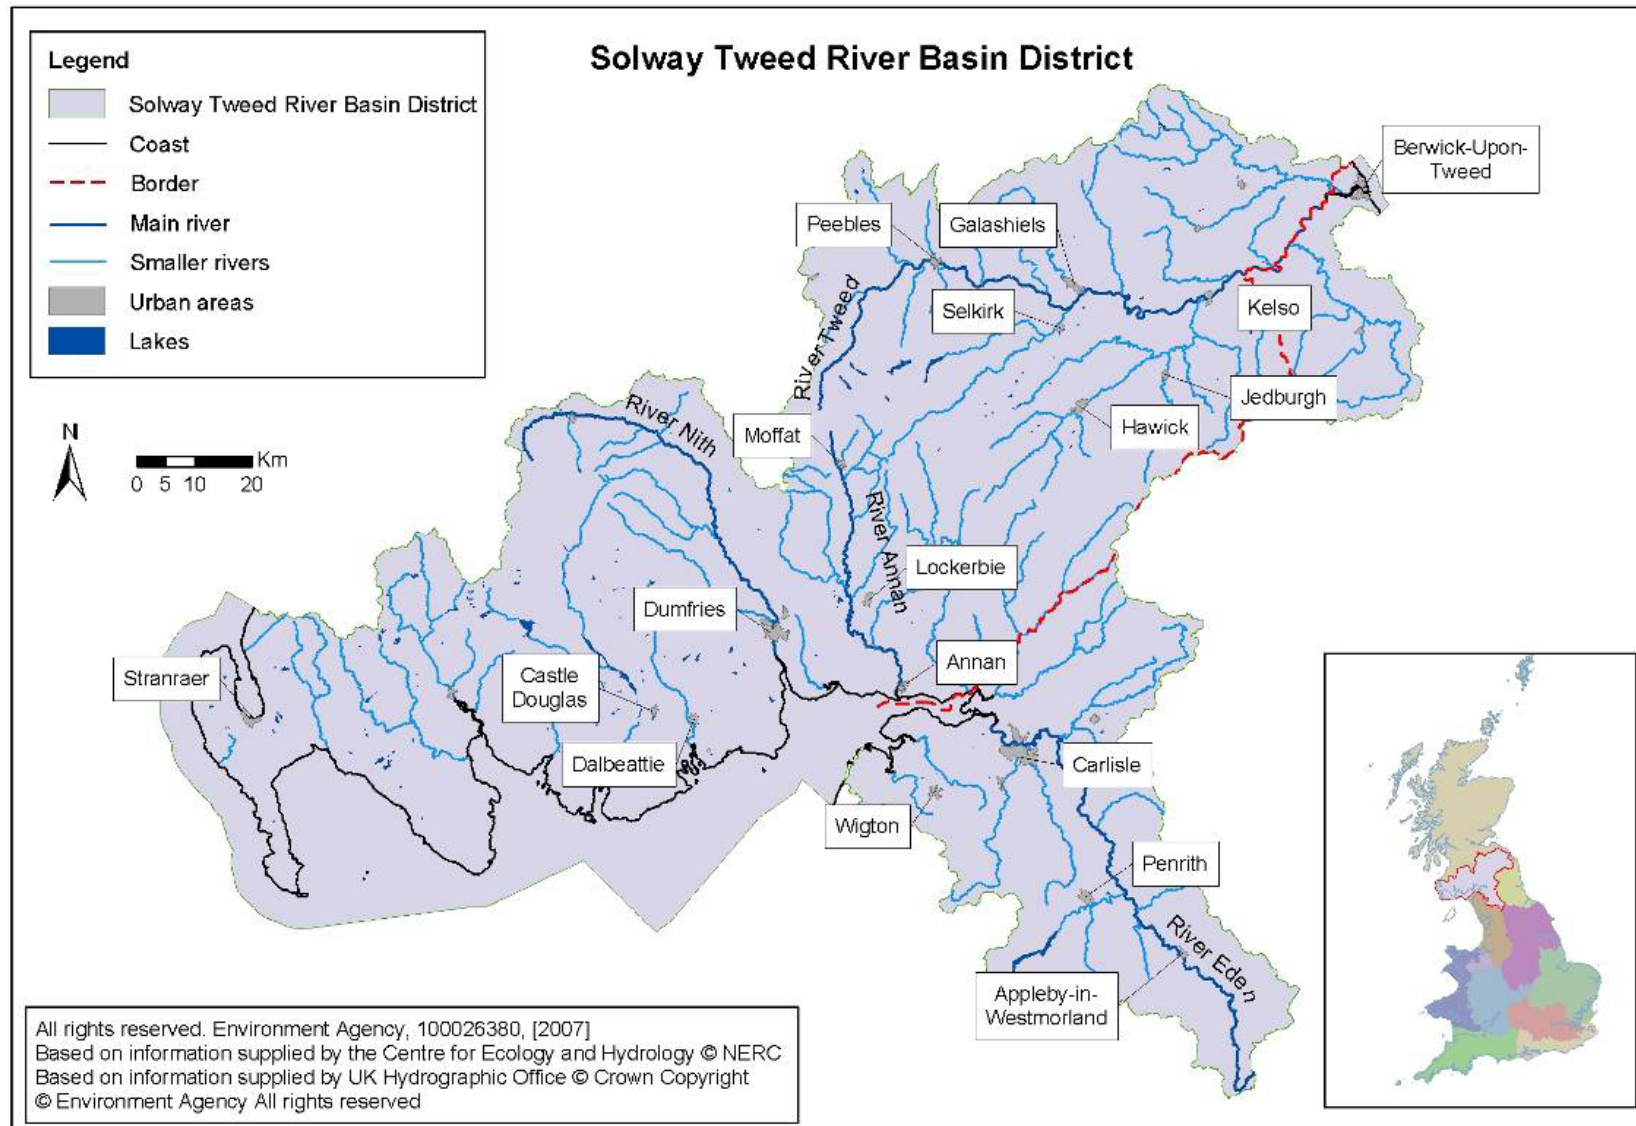 Solway Tweed River Basin District
Legend
Solway Tweed River Basin District
Coast
Border
Main river
Smaller rivers
Urban areas
Lakes
N
Km
0 5 10 20
Berwick-Upon-
Tweed
Peebles
Galashiels
River Tweed
Selkirk
Kelso
Jedburgh
Hawick
River Nith
Moffat
River Annan
Lockerbie
Dumfries
Annan
Stranraer
Castle
Douglas
Dalbeattie
Carlisle
Wigton
Penrith
River Eden
Appleby-in-
Westmorland
All rights reserved. Environment Agency, 100026380, [2007]
Based on information supplied by the Centre for Ecology and Hydrology © NERC
Based on information supplied by UK Hydrographic Office © Crown Copyright
© Environment Agency All rights reserved